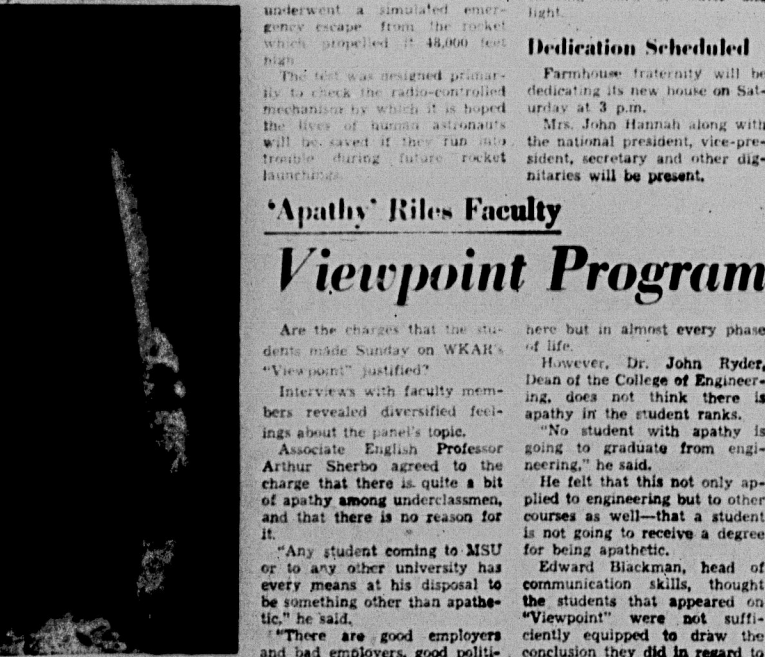 underwent a simulated emer-
gency escape from the rocket
which propelled it 48,000 feet
high
The test was designed primar-
ily to check the radio-controlled
mechanism by which it is hoped
the lives of human astronauts
will be saved if they run into
trouble during future rocket
launchings.
light.
Dedication Scheduled
Farmhouse fraternity will be
dedicating its new house on Sat-
urday at 3 p.m.
Mrs. John Hannah along with
the national president, vice-pre-
sident, secretary and other dig-
nitaries will be present.
'Apathy' Riles Faculty
Viewpoint Program
Are the charges that the stu-
dents made Sunday on WKAR's
"Viewpoint" justified?
Interviews with faculty mem-
bers revealed diversified feel-
ings about the panel's topic.
Associate English Professor
Arthur Sherbo agreed to the
charge that there is quite a bit
of apathy among underclassmen,
and that there is no reason for
it.
"Any student coming to MSU
or to any other university has
every means at his disposal to
be something other than apathe-
tic," he said.
"There are good employers
and bad employers, good politi-
here but in almost every phase
of life.
However, Dr. John Ryder,
Dean of the College of Engineer-
ing, does not think there is
apathy in the student ranks.
"No student with apathy is
going to graduate from engi-
neering," he said.
He felt that this not only ap-
plied to engineering but to other
courses as well—that a student
is not going to receive a degree
for being apathetic.
Edward Blackman, head of
communication skills, thought
the students that appeared on
"Viewpoint" were not suffi-
ciently equipped to draw the
conclusion they did in regard to